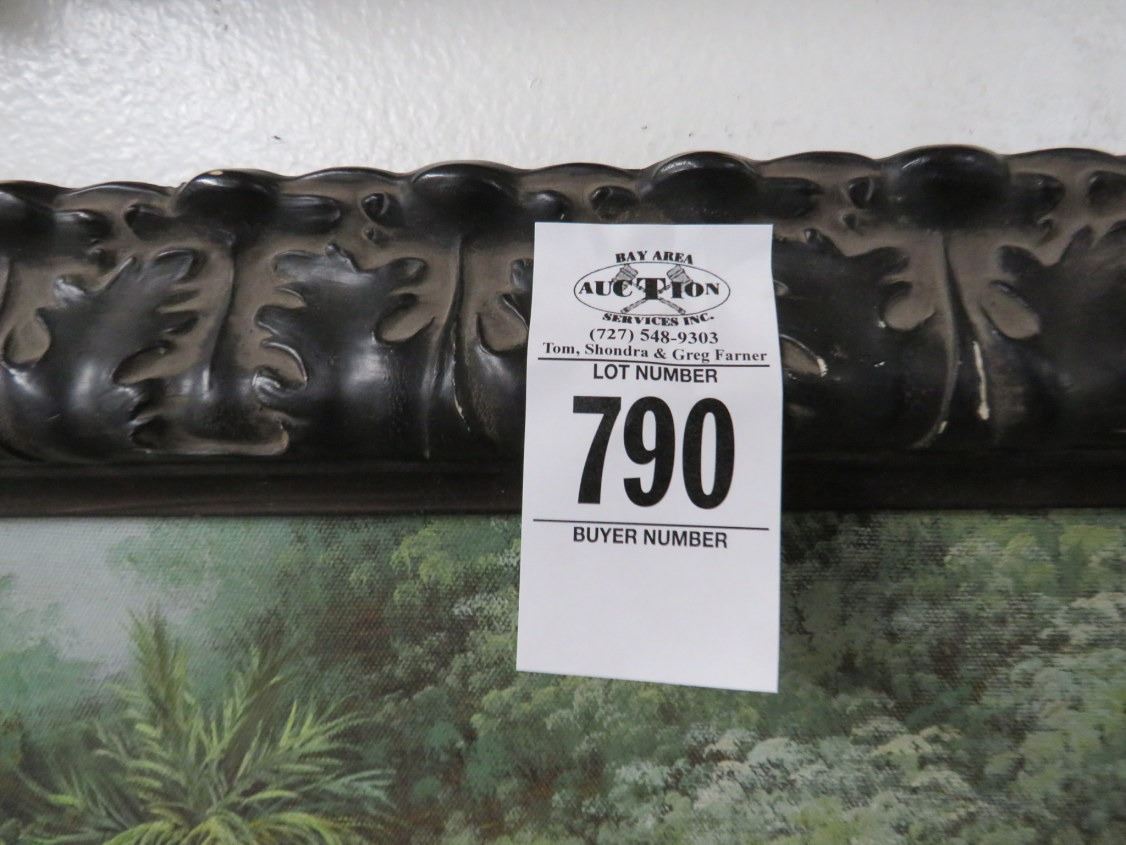 BAY AREA
AUCTION
SERVICES INC.
(727) 548-9303
Tom, Shondra & Greg Farner
LOT NUMBER
790
BUYER NUMBER